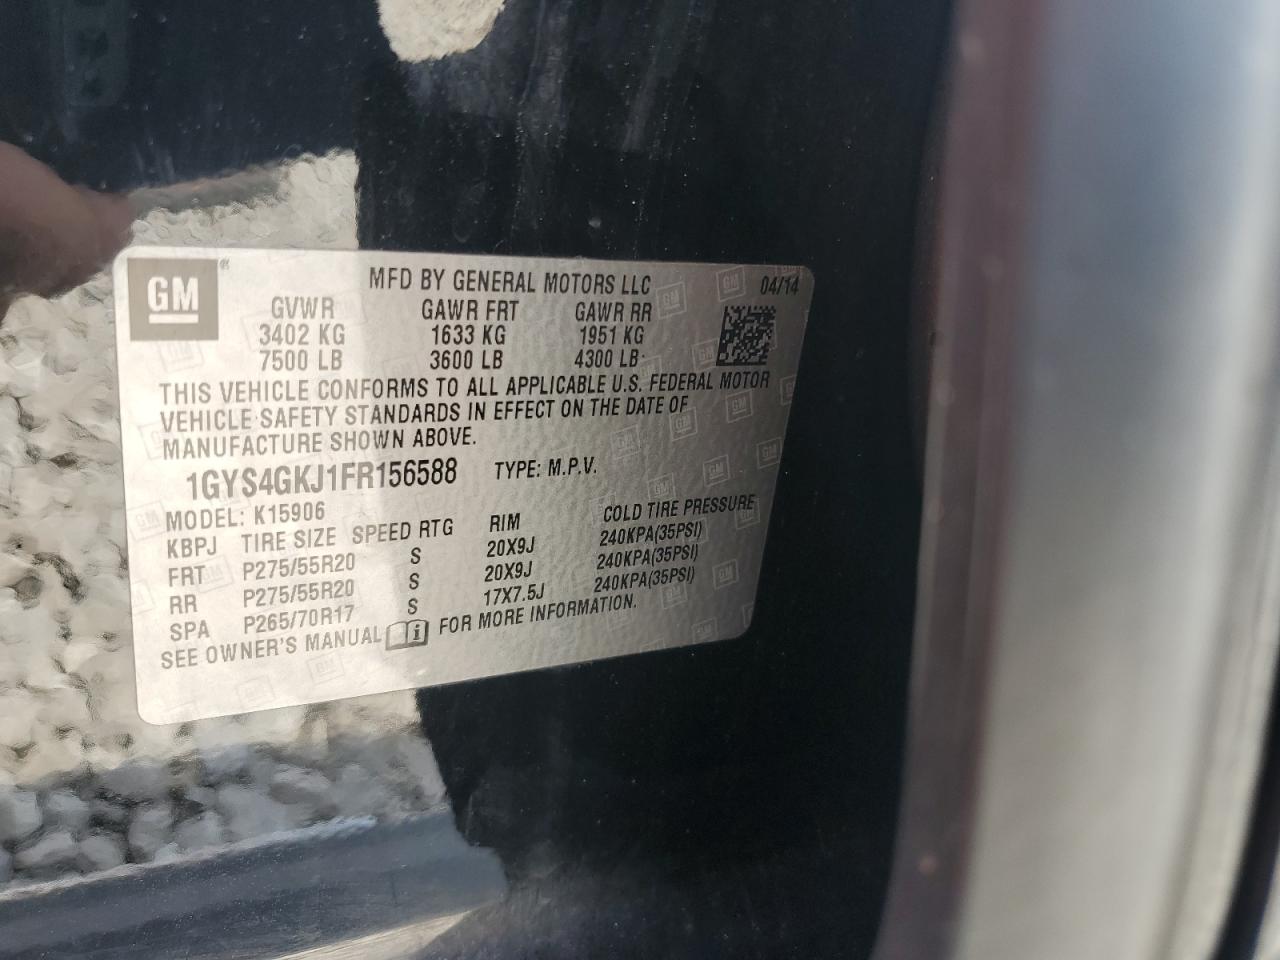 GM ®
MFD BY GENERAL MOTORS LLC 04/14
GVWR GAWR FRT GAWR RR
3402 KG 1633 KG 1951 KG
7500 LB 3600 LB 4300 LB
THIS VEHICLE CONFORMS TO ALL APPLICABLE U.S. FEDERAL MOTOR
VEHICLE SAFETY STANDARDS IN EFFECT ON THE DATE OF
MANUFACTURE SHOWN ABOVE.
1GYS4GKJ1FR156588 TYPE: M.P.V.
MODEL: K15906
KBPJ TIRE SIZE SPEED RTG RIM COLD TIRE PRESSURE
FRT P275/55R20 S 20X9J 240KPA(35PSI)
RR P275/55R20 S 20X9J 240KPA(35PSI)
SPA P265/70R17 S 17X7.5J 240KPA(35PSI)
SEE OWNER'S MANUAL i FOR MORE INFORMATION.